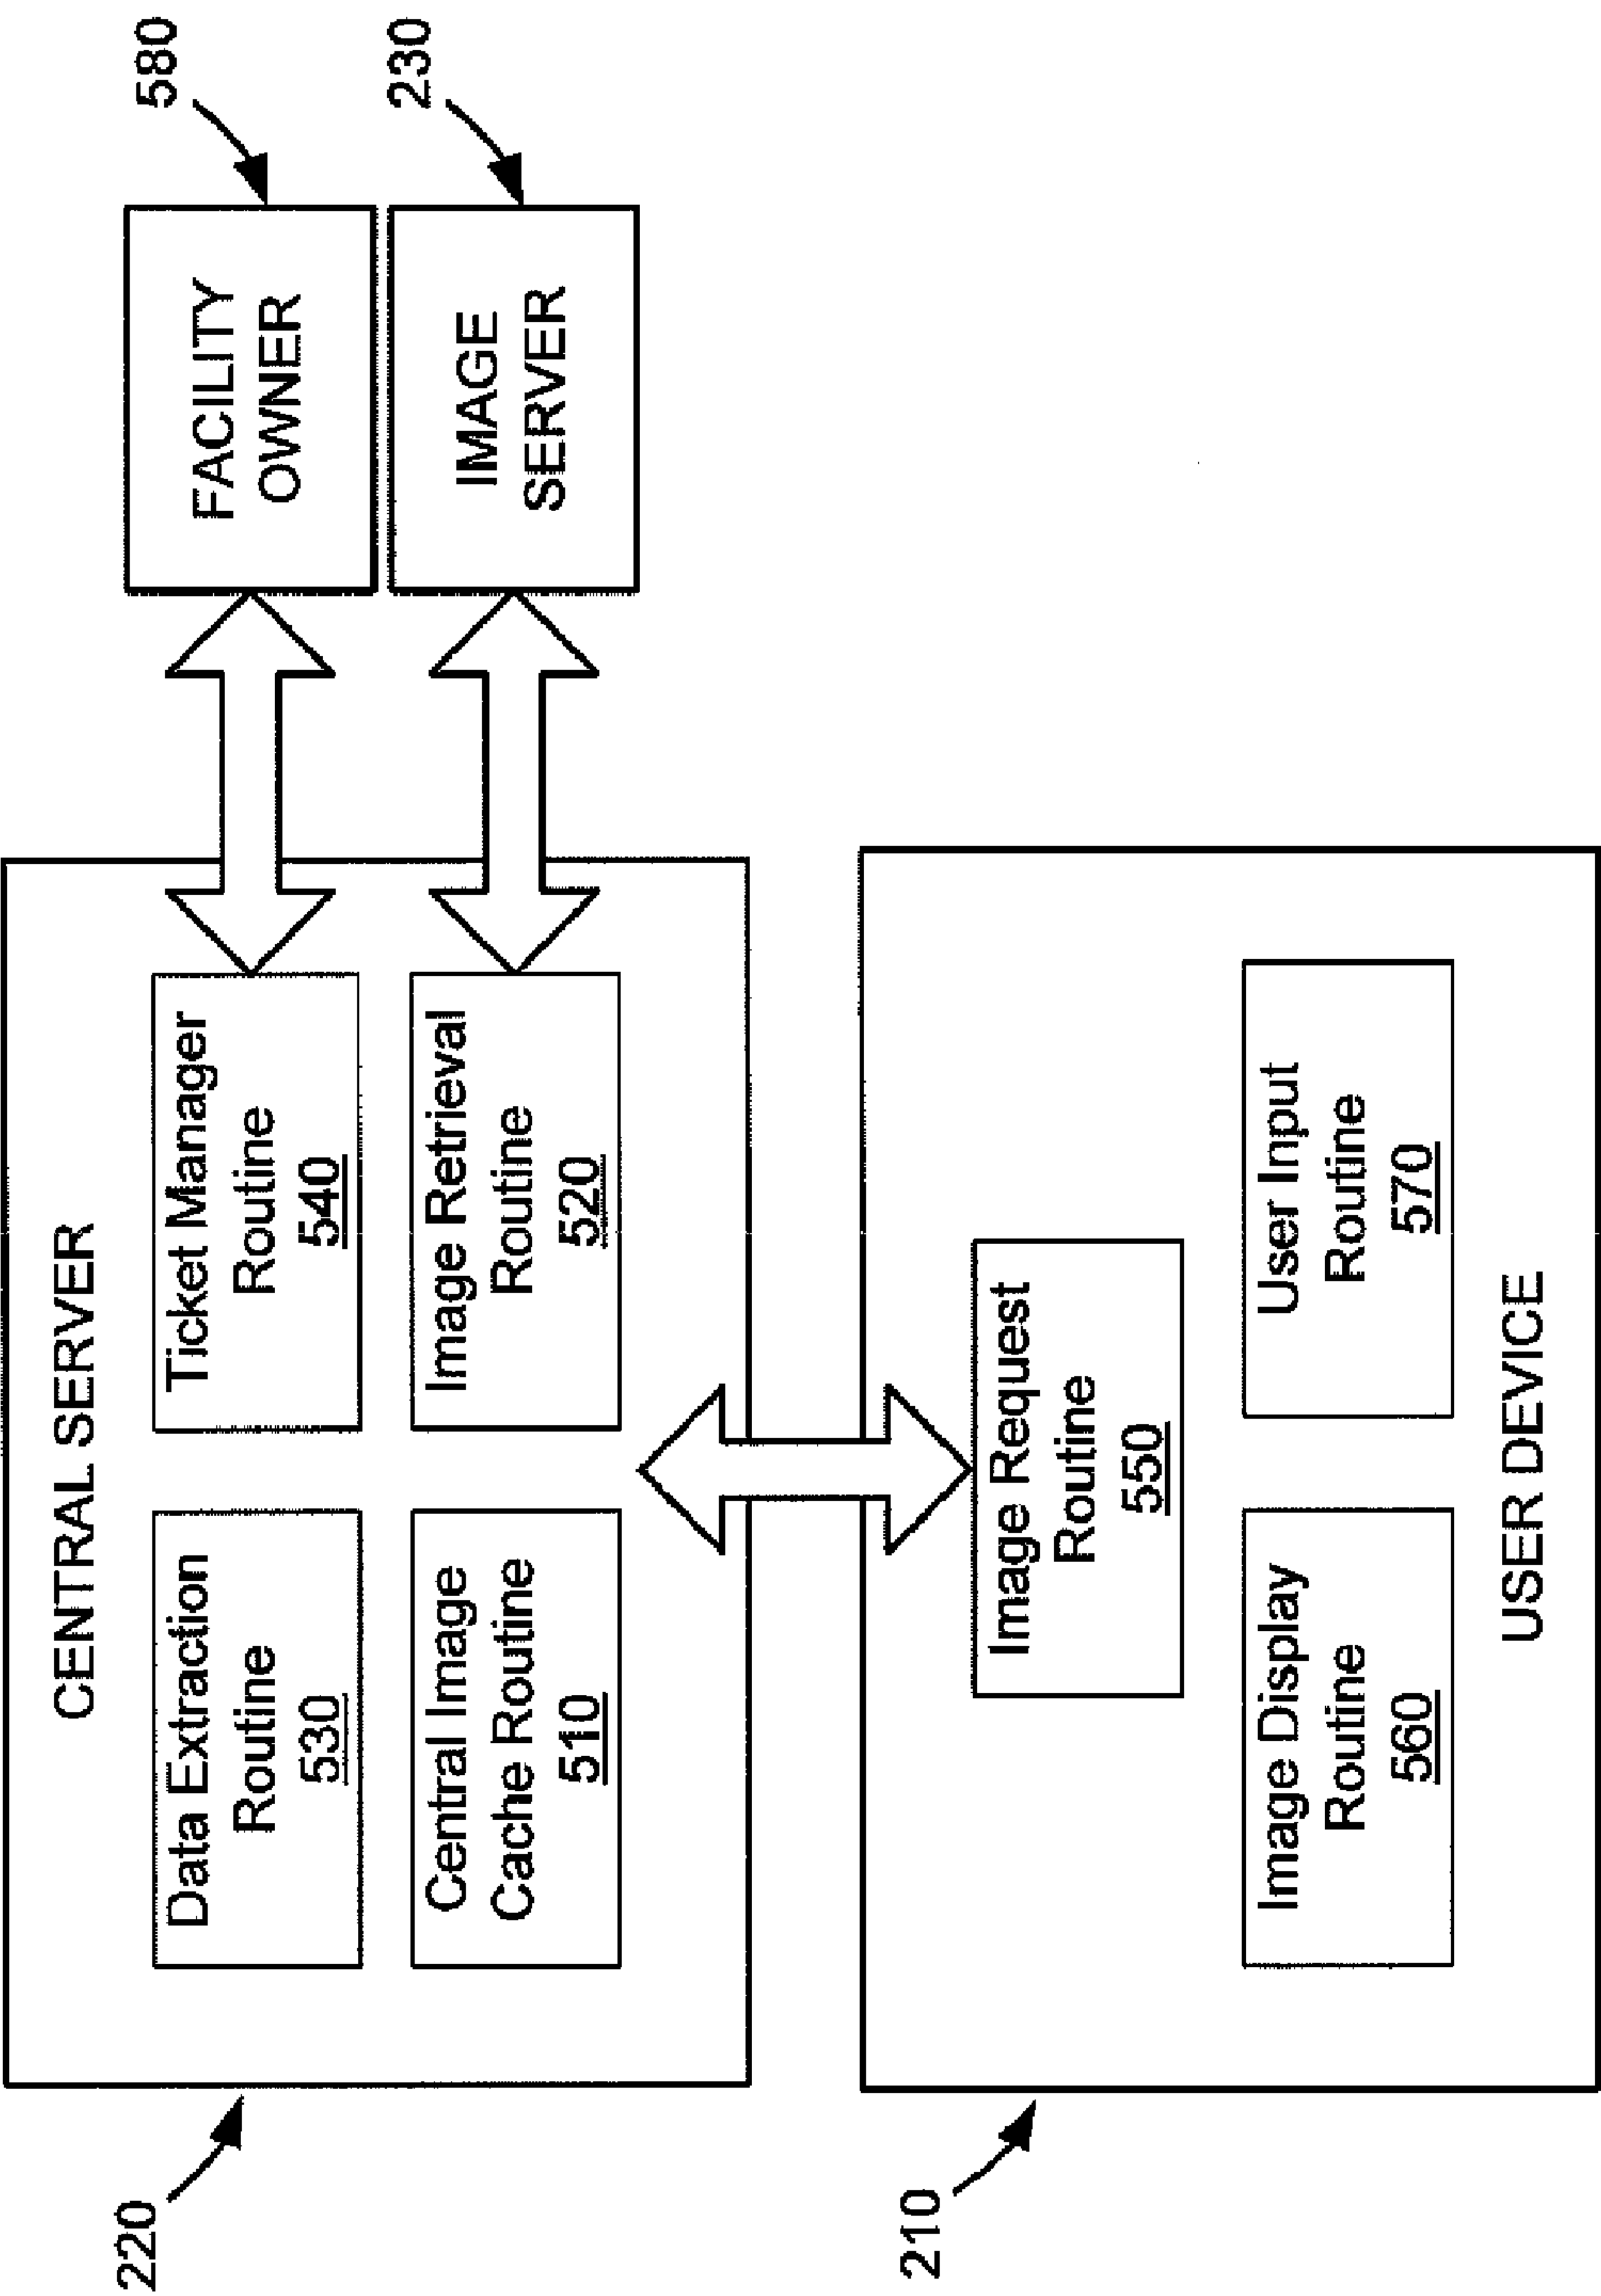 220
CENTRAL SERVER
Data Extraction
Routine
530
Ticket Manager
Routine
540
Central Image
Cache Routine
510
Image Retrieval
Routine
520
FACILITY
OWNER
580
IMAGE
SERVER
230
210
Image Request
Routine
550
Image Display
Routine
560
User Input
Routine
570
USER DEVICE